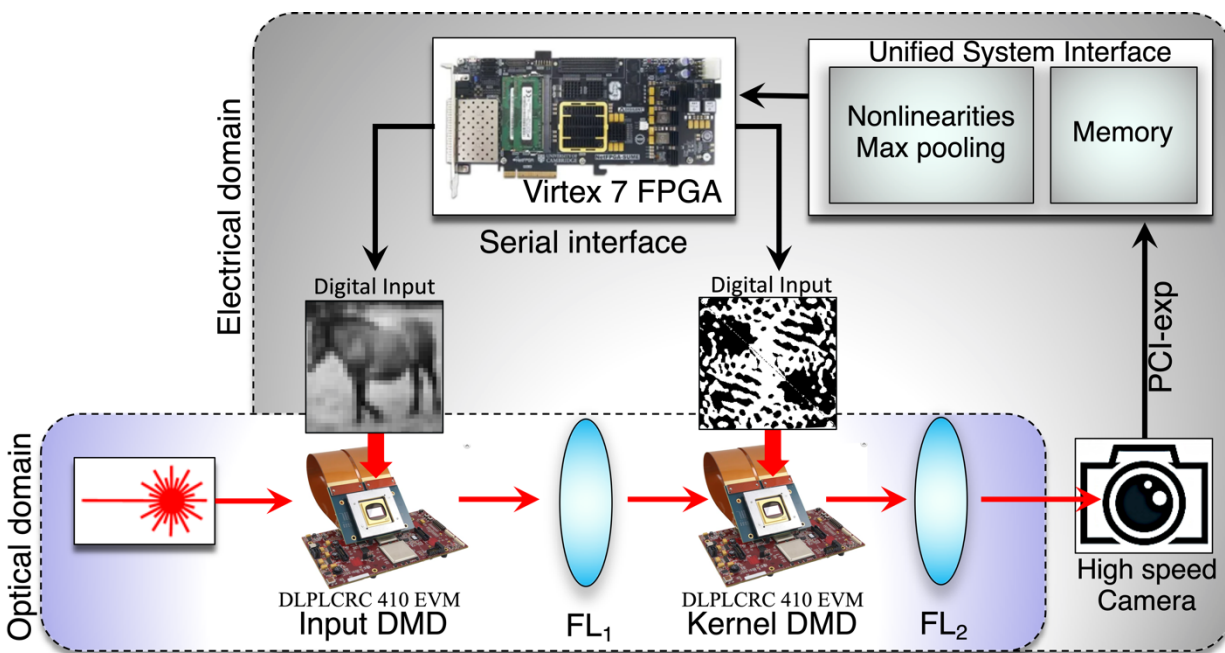 Unified System Interface
Nonlinearities
Max pooling
Memory
Virtex 7 FPGA
Serial interface
Electrical domain
Digital Input
Digital Input
PCI-exp
Optical domain
DLPLCRC 410 EVM
Input DMD
FL1
DLPLCRC 410 EVM
Kernel DMD
FL2
High speed
Camera